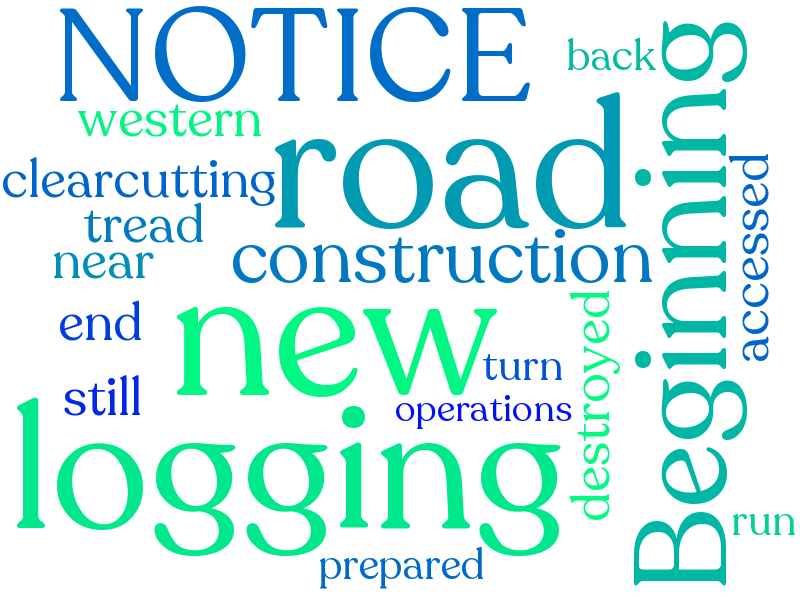 NOTICE
back
western
Beginning
road
clearcutting
accessed
tread
near
construction
end
new
destroyed
turn
still
operations
logging
run
prepared